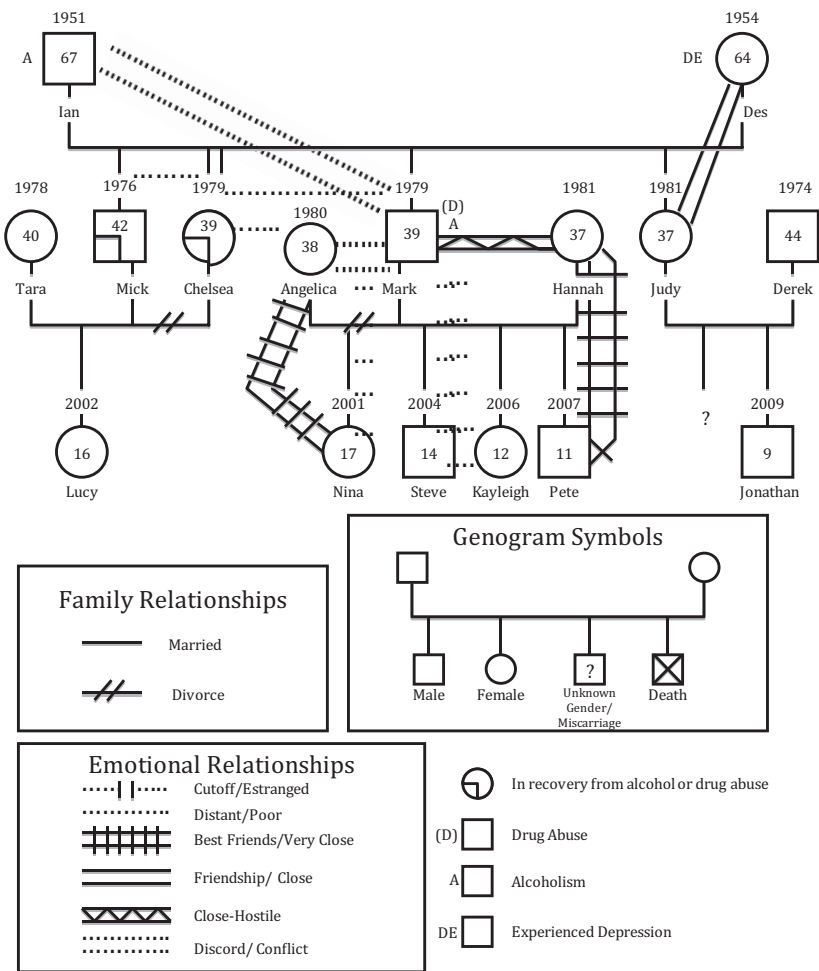 1951
1954
A
67
DE
64
Ian
Des
1978
1976
1979
1979
1981
1981
1974
1980
(D)
A
40
42
39
38
39
37
37
44
Tara
Mick
Chelsea
Angelica
Mark
Hannah
Judy
Derek
2002
2001
2004
2006
2007
?
2009
16
17
14
12
11
9
Lucy
Nina
Steve
Kayleigh
Pete
Jonathan
Genogram Symbols
?
Male
Female
Unknown
Gender/
Miscarriage
Death
Family Relationships
Married
Divorce
Emotional Relationships
Cutoff/Estranged
Distant/Poor
Best Friends/Very Close
Friendship/ Close
Close-Hostile
Discord/ Conflict
In recovery from alcohol or drug abuse
(D)
Drug Abuse
A
Alcoholism
DE
Experienced Depression